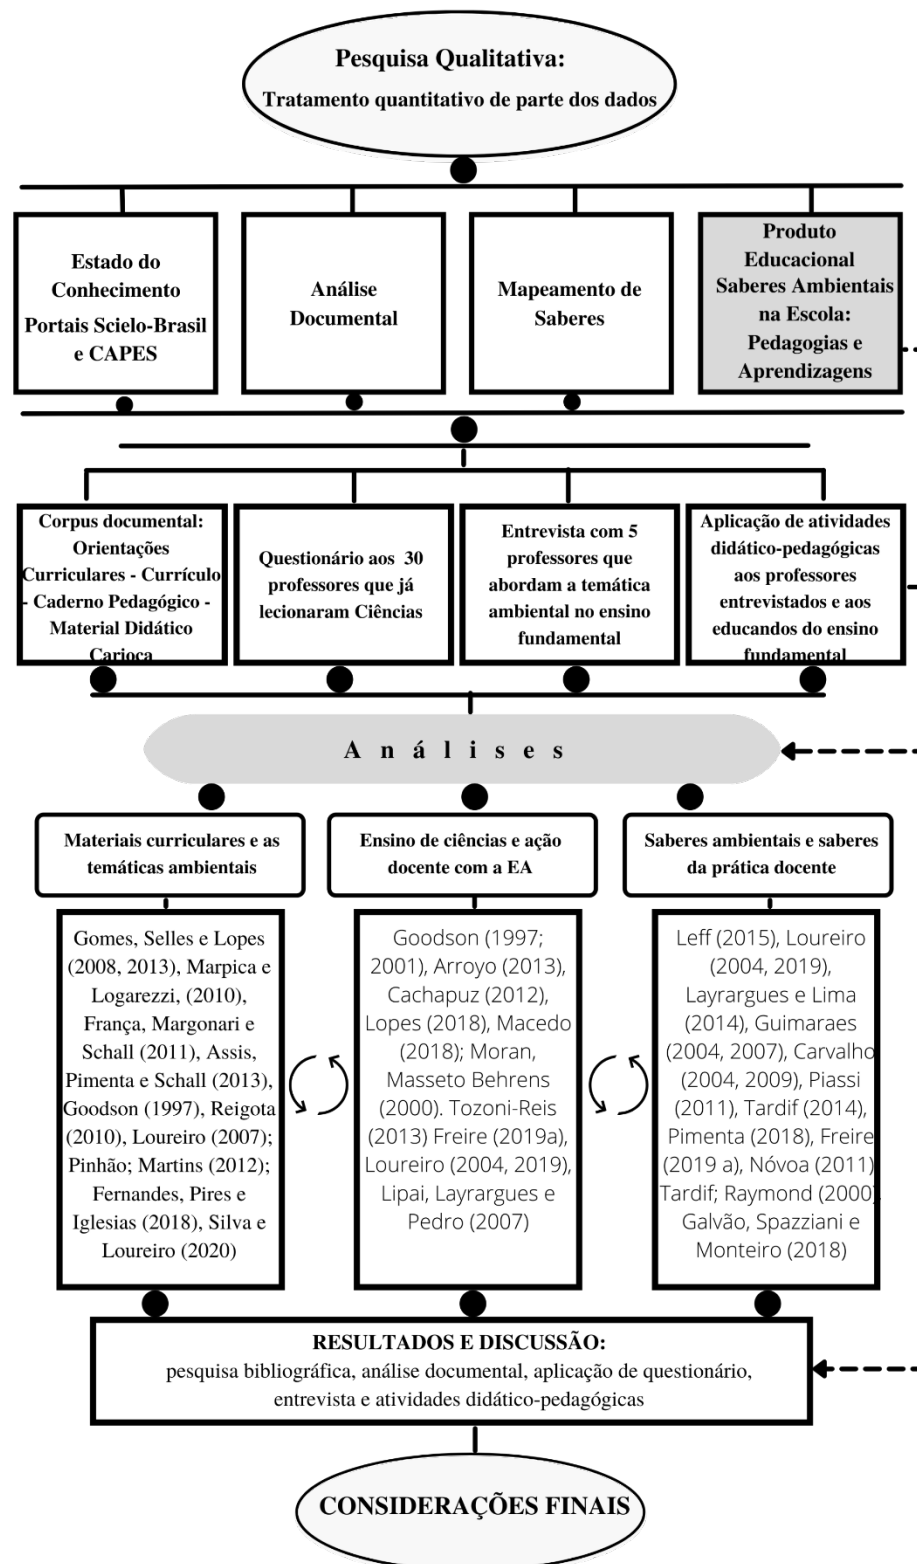 Pesquisa Qualitativa:
Tratamento quantitativo de parte dos dados
Estado do
Conhecimento
Portais Scielo-Brasil
e CAPES
Análise
Documental
Mapeamento de
Saberes
Produto
Educacional
Saberes Ambientais
na Escola:
Pedagogias e
Aprendizagens
Corpus documental:
Orientações
Curriculares - Currículo
- Caderno Pedagógico -
Material Didático
Carioca
Questionário aos 30
professores que já
lecionaram Ciências
Entrevista com 5
professores que
abordam a temática
ambiental no ensino
fundamental
Aplicação de atividades
didático-pedagógicas
aos professores
entrevistados e aos
educandos do ensino
fundamental
Análises
Materiais curriculares e as
temáticas ambientais
Ensino de ciências e ação
docente com a EA
Saberes ambientais e saberes
da prática docente
Gomes, Selles e Lopes
(2008, 2013), Marpica e
Logarezzi, (2010),
França, Margonari e
Schall (2011), Assis,
Pimenta e Schall (2013),
Goodson (1997), Reigota
(2010), Loureiro (2007);
Pinhão; Martins (2012);
Fernandes, Pires e
Iglesias (2018), Silva e
Loureiro (2020)
Goodson (1997;
2001), Arroyo (2013),
Cachapuz (2012),
Lopes (2018), Macedo
(2018); Moran,
Masseto Behrens
(2000). Tozoni-Reis
(2013) Freire (2019a),
Loureiro (2004, 2019),
Lipai, Layrargues e
Pedro (2007)
Leff (2015), Loureiro
(2004, 2019),
Layrargues e Lima
(2014), Guimaraes
(2004, 2007), Carvalho
(2004, 2009), Piassi
(2011), Tardif (2014),
Pimenta (2018), Freire
(2019 a), Nóvoa (2011)
Tardif; Raymond (2000).
Galvão, Spazziani e
Monteiro (2018)
RESULTADOS E DISCUSSÃO:
pesquisa bibliográfica, análise documental, aplicação de questionário,
entrevista e atividades didático-pedagógicas
CONSIDERAÇÕES FINAIS